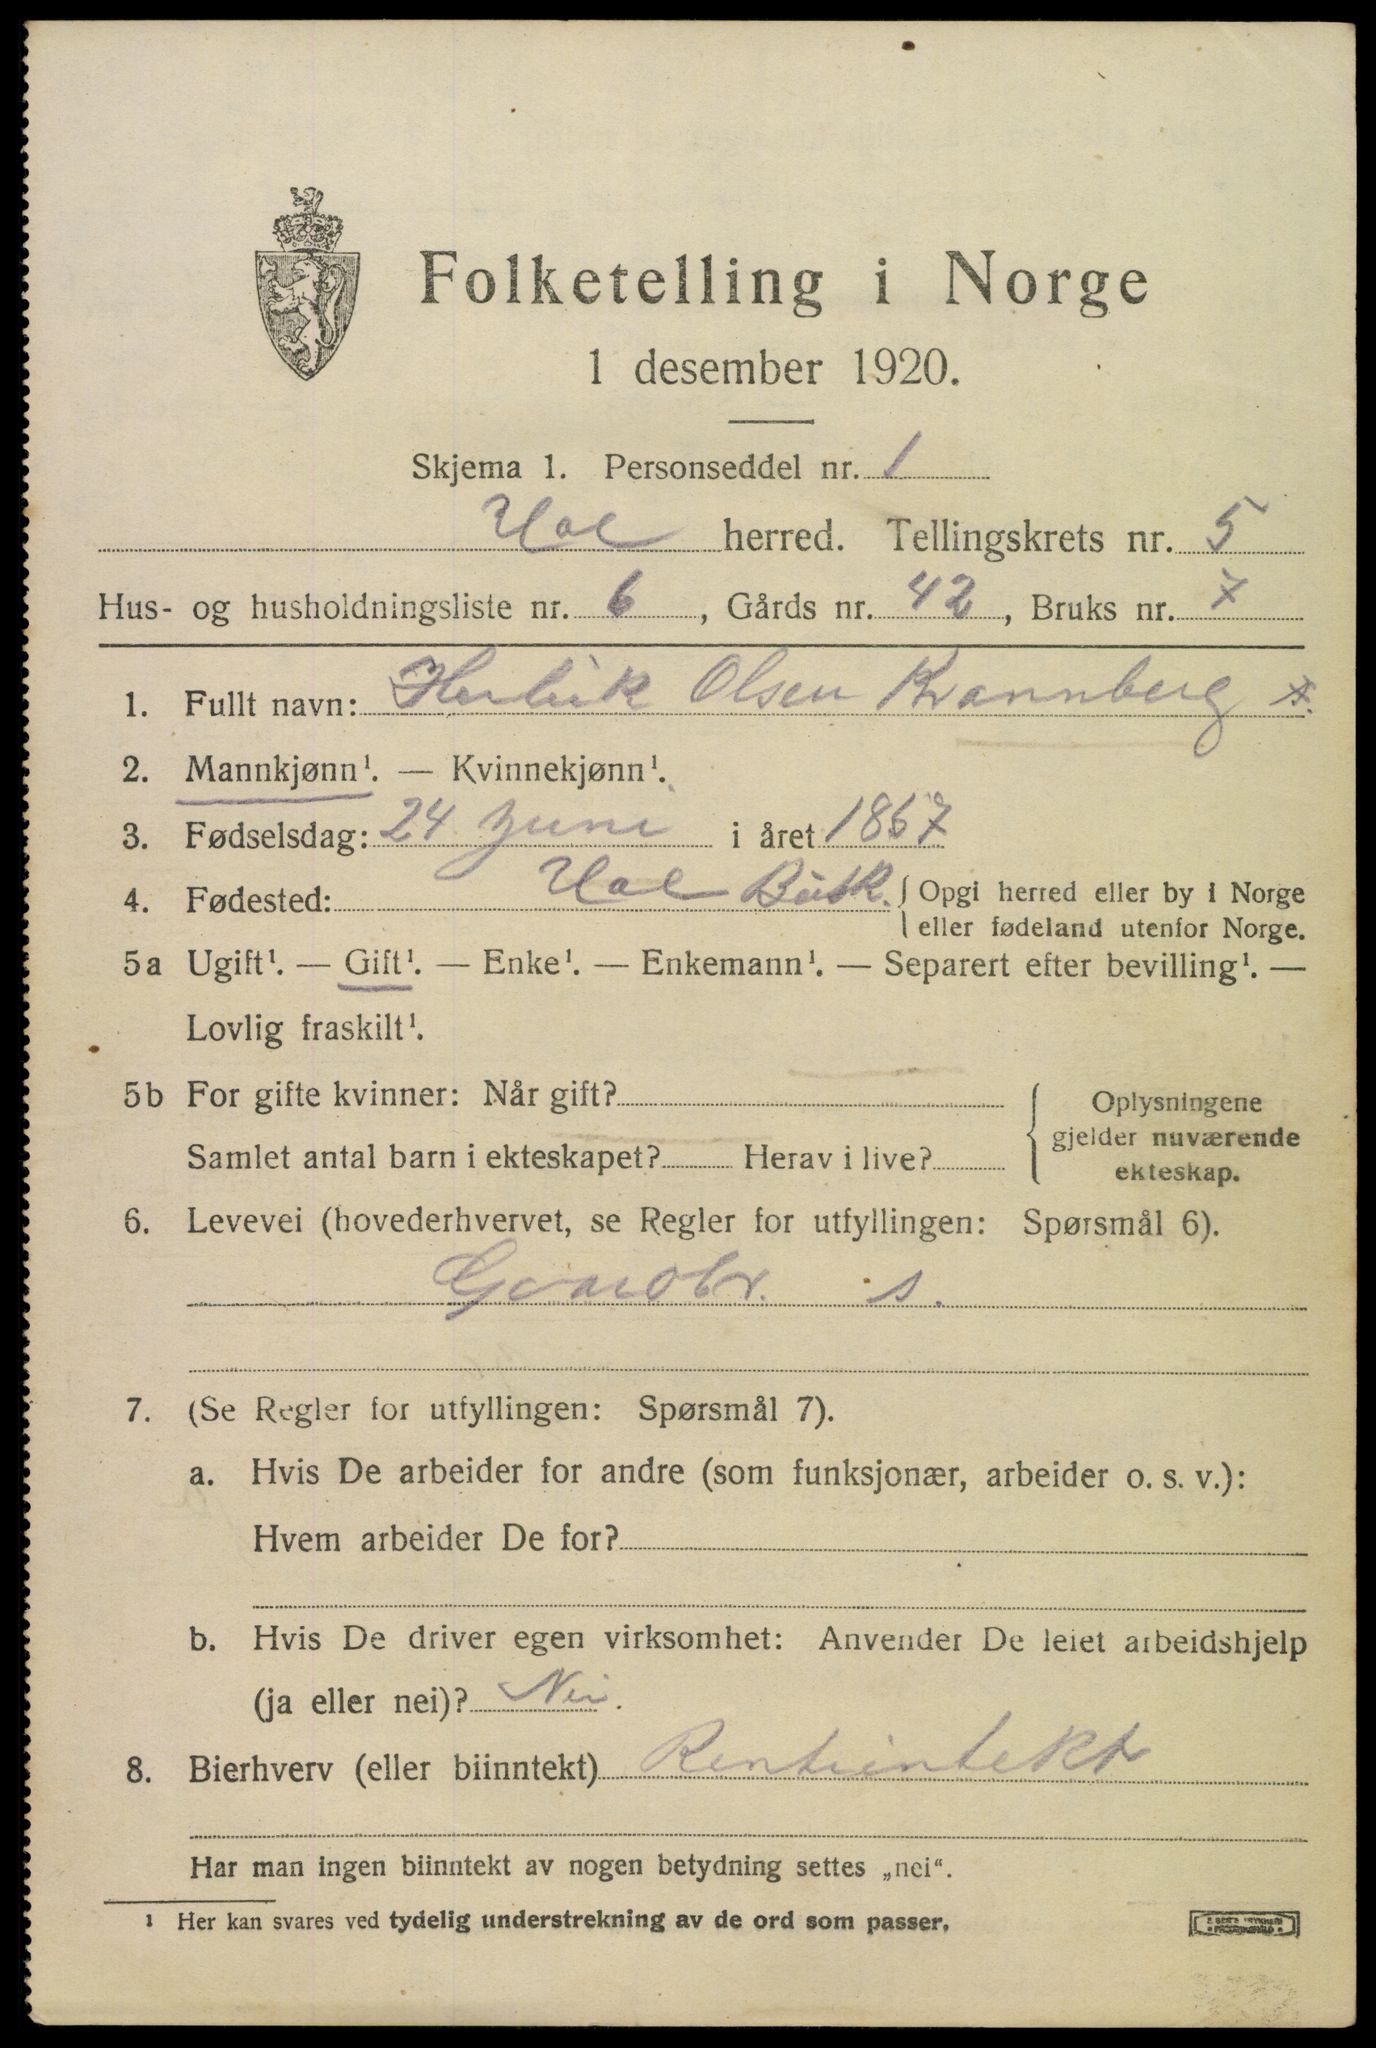 Folketelling i Norge
1 desember 1920.
Skjema 1. Personseddel nr. 1
Hol herred. Tellingskrets nr. 5
Hus- og husholdningsliste nr. 6, Gårds nr. 42, Bruks nr. 7
1. Fullt navn: Herbrik Olsen
2. Mannkjønn¹. — Kvinnekjønn¹.
3. Fødselsdag: 24 Juni i året 1867
4. Fødested: Hol Busk. { Opgi herred eller by i Norge
eller fødeland utenfor Norge.
5a Ugift¹. — Gift¹. — Enke¹. — Enkemann¹. — Separert efter bevilling¹. —
Lovlig fraskilt¹.
5b For gifte kvinner: Når gift?
Samlet antal barn i ekteskapet? Herav i live?
{ Oplysningene
gjelder nuværende
ekteskap.
6. Levevei (hovederhvervet, se Regler for utfyllingen: Spørsmål 6).
Gardbr. s.
7. (Se Regler for utfyllingen: Spørsmål 7).
a. Hvis De arbeider for andre (som funksjonær, arbeider o. s. v.):
Hvem arbeider De for?
b. Hvis De driver egen virksomhet: Anvender De leiet arbeidshjelp
(ja eller nei)? Nei.
8. Bierhverv (eller biinntekt) Renteintekt
Har man ingen biinntekt av nogen betydning settes „nei“.
¹ Her kan svares ved tydelig understrekning av de ord som passer.